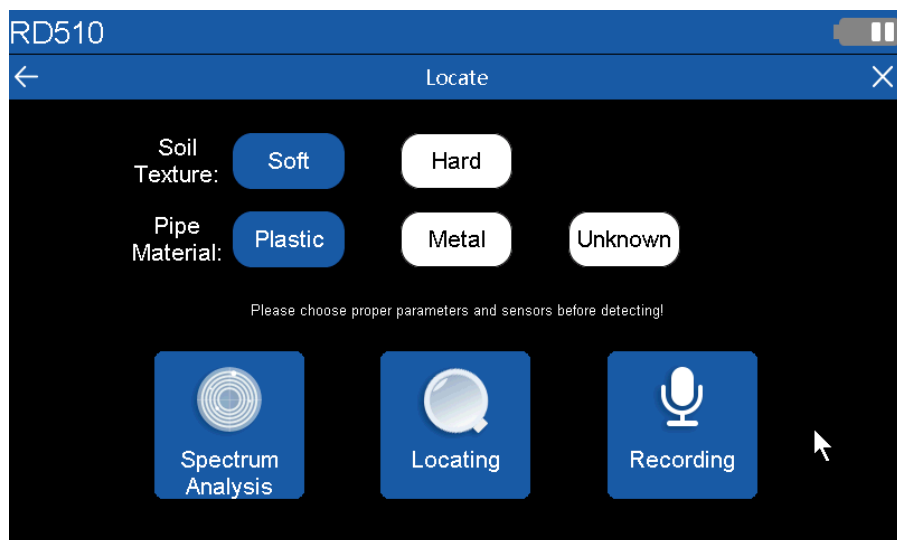 RD510
Locate
Soil
Texture:
Soft
Hard
Pipe
Material:
Plastic
Metal
Unknown
Please choose proper parameters and sensors before detecting!
Spectrum
Analysis
Locating
Recording